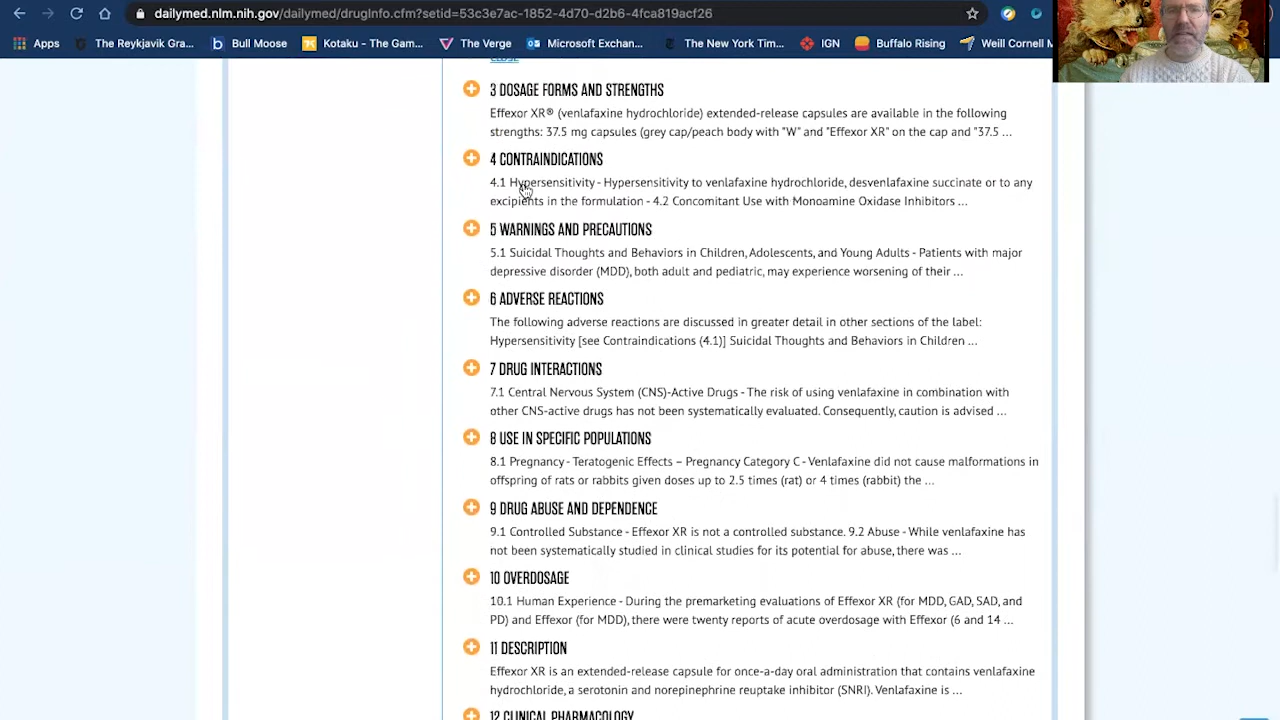 dailymed.nlm.nih.gov/dailymed/drugInfo.cfm?setid=53c3e7ac-1852-4d70-d2b6-4fca819acf26
Apps The Reykjavik Gra... Bull Moose Kotaku - The Gam... The Verge Microsoft Exchan... The New York Tim... IGN Buffalo Rising Weill Cornell M
CLOSE
3 DOSAGE FORMS AND STRENGTHS
Effexor XR® (venlafaxine hydrochloride) extended-release capsules are available in the following
strengths: 37.5 mg capsules (grey cap/peach body with "W" and "Effexor XR" on the cap and "37.5 ...
4 CONTRAINDICATIONS
4.1 Hypersensitivity - Hypersensitivity to venlafaxine hydrochloride, desvenlafaxine succinate or to any
excipients in the formulation - 4.2 Concomitant Use with Monoamine Oxidase Inhibitors ...
5 WARNINGS AND PRECAUTIONS
5.1 Suicidal Thoughts and Behaviors in Children, Adolescents, and Young Adults - Patients with major
depressive disorder (MDD), both adult and pediatric, may experience worsening of their ...
6 ADVERSE REACTIONS
The following adverse reactions are discussed in greater detail in other sections of the label:
Hypersensitivity [see Contraindications (4.1)] Suicidal Thoughts and Behaviors in Children ...
7 DRUG INTERACTIONS
7.1 Central Nervous System (CNS)-Active Drugs - The risk of using venlafaxine in combination with
other CNS-active drugs has not been systematically evaluated. Consequently, caution is advised ...
8 USE IN SPECIFIC POPULATIONS
8.1 Pregnancy - Teratogenic Effects – Pregnancy Category C - Venlafaxine did not cause malformations in
offspring of rats or rabbits given doses up to 2.5 times (rat) or 4 times (rabbit) the ...
9 DRUG ABUSE AND DEPENDENCE
9.1 Controlled Substance - Effexor XR is not a controlled substance. 9.2 Abuse - While venlafaxine has
not been systematically studied in clinical studies for its potential for abuse, there was ...
10 OVERDOSAGE
10.1 Human Experience - During the premarketing evaluations of Effexor XR (for MDD, GAD, SAD, and
PD) and Effexor (for MDD), there were twenty reports of acute overdosage with Effexor (6 and 14 ...
11 DESCRIPTION
Effexor XR is an extended-release capsule for once-a-day oral administration that contains venlafaxine
hydrochloride, a serotonin and norepinephrine reuptake inhibitor (SNRI). Venlafaxine is ...
12 CLINICAL PHARMACOLOGY